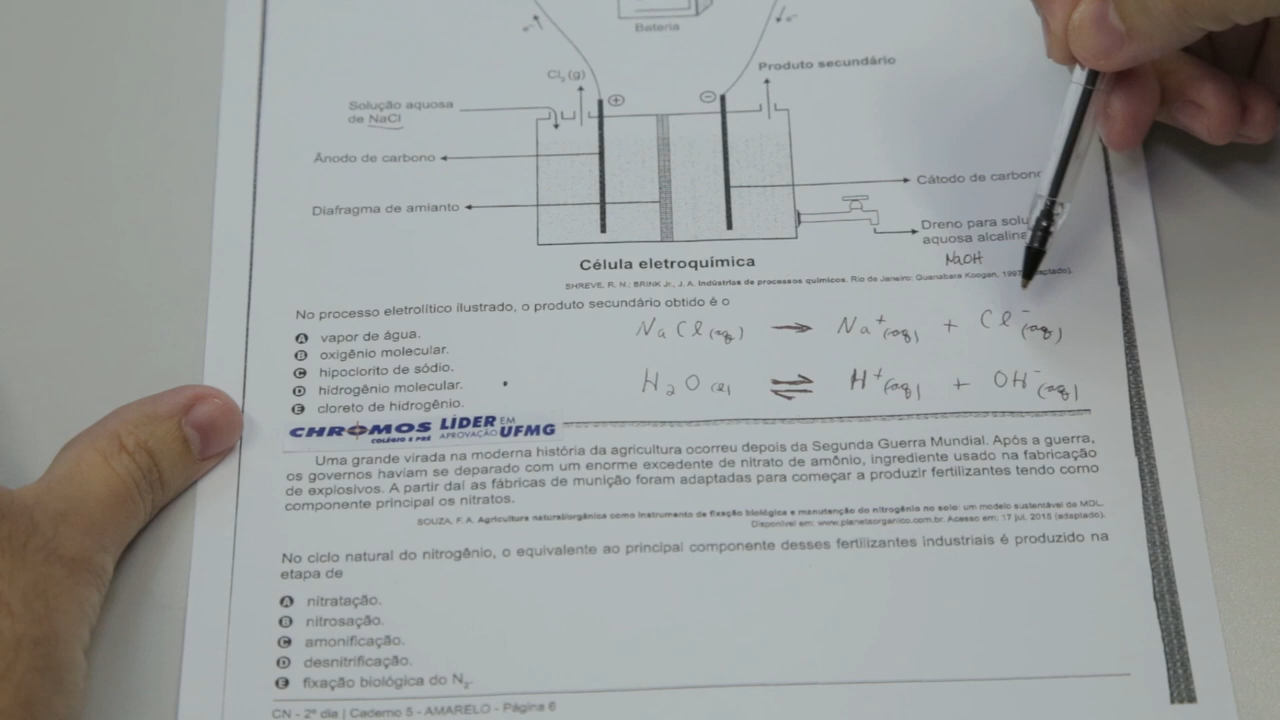 Bateria
e⁻
e⁻
Cl₂(g)
Produto secundário
+
−
Solução aquosa
de NaCl
Ânodo de carbono
Cátodo de carbono
Diafragma de amianto
Dreno para
aquosa alcalina
NaOH
Célula eletroquímica
SHREVE, R. N.; BRINK Jr., J. A. Indústrias de processos químicos. Rio de Janeiro: Guanabara Koogan, 1997
No processo eletrolítico ilustrado, o produto secundário obtido é o
A vapor de água.
B oxigênio molecular.
C hipoclorito de sódio.
D hidrogênio molecular.
E cloreto de hidrogênio.
NaCl(aq) → Na⁺(aq) + Cl⁻(aq)
H₂O(l) ⇌ H⁺(aq) + OH⁻(aq)
CHROMOS LÍDER EM
COLÉGIO E PRÉ APROVAÇÃO UFMG
Uma grande virada na moderna história da agricultura ocorreu depois da Segunda Guerra Mundial. Após a guerra,
os governos haviam se deparado com um enorme excedente de nitrato de amônio, ingrediente usado na fabricação
de explosivos. A partir daí as fábricas de munição foram adaptadas para começar a produzir fertilizantes tendo como
componente principal os nitratos.
SOUZA, F. A. Agricultura natural/orgânica como instrumento de fixação biológica e manutenção do nitrogênio no solo: um modelo sustentável de MDL.
Disponível em: www.planetaorganico.com.br. Acesso em: 17 jul. 2015 (adaptado).
No ciclo natural do nitrogênio, o equivalente ao principal componente desses fertilizantes industriais é produzido na
etapa de
A nitratação.
B nitrosação.
C amonificação.
D desnitrificação.
E fixação biológica do N₂.
CN - 2º dia | Caderno 5 - AMARELO - Página 6